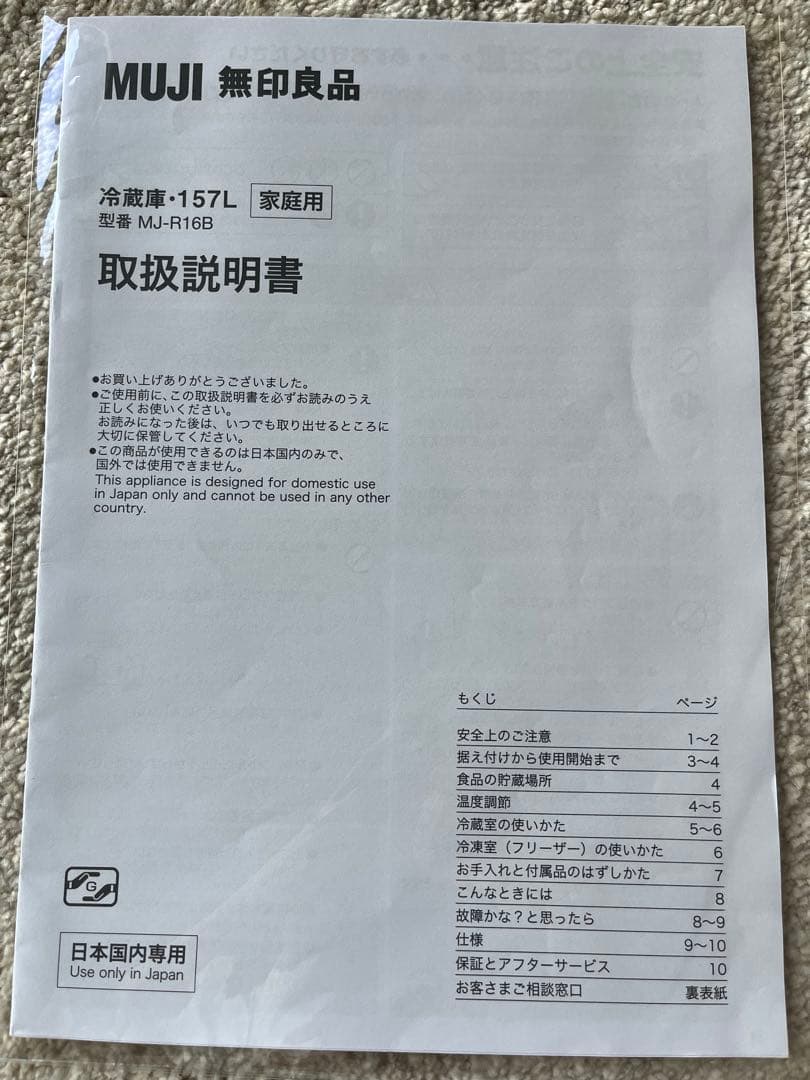 MUJI 無印良品
冷蔵庫・157L 家庭用
型番 MJ-R16B
取扱説明書
●お買い上げありがとうございました。
●ご使用前に、この取扱説明書を必ずお読みのうえ
正しくお使いください。
お読みになった後は、いつでも取り出せるところに
大切に保管してください。
●この商品が使用できるのは日本国内のみで、
国外では使用できません。
This appliance is designed for domestic use
in Japan only and cannot be used in any other
country.
もくじ ページ
安全上のご注意 1～2
据え付けから使用開始まで 3～4
食品の貯蔵場所 4
温度調節 4～5
冷蔵室の使いかた 5～6
冷凍室（フリーザー）の使いかた 6
お手入れと付属品のはずしかた 7
こんなときには 8
故障かな？と思ったら 8～9
仕様 9～10
保証とアフターサービス 10
お客さまご相談窓口 裏表紙
G
日本国内専用
Use only in Japan